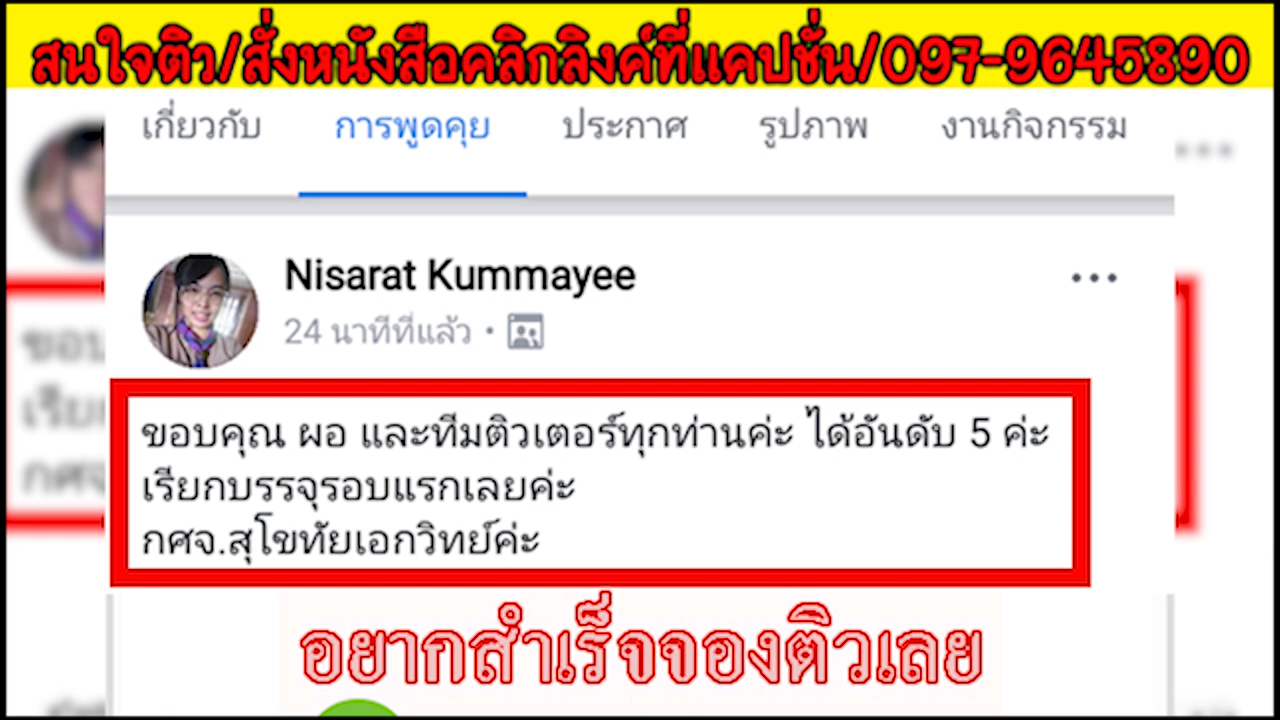 สนใจติว/สั่งหนังสือคลิกลิงค์ที่แคปชั่น/097-9645890
เกี่ยวกับ การพูดคุย ประกาศ รูปภาพ งานกิจกรรม
Nisarat Kummayee
24 นาทีที่แล้ว
ขอบคุณ ผอ และทีมติวเตอร์ทุกท่านค่ะ ได้อันดับ 5 ค่ะ
เรียกบรรจุรอบแรกเลยค่ะ
กศจ.สุโขทัยเอกวิทย์ค่ะ
อยากสำเร็จจองติวเลย